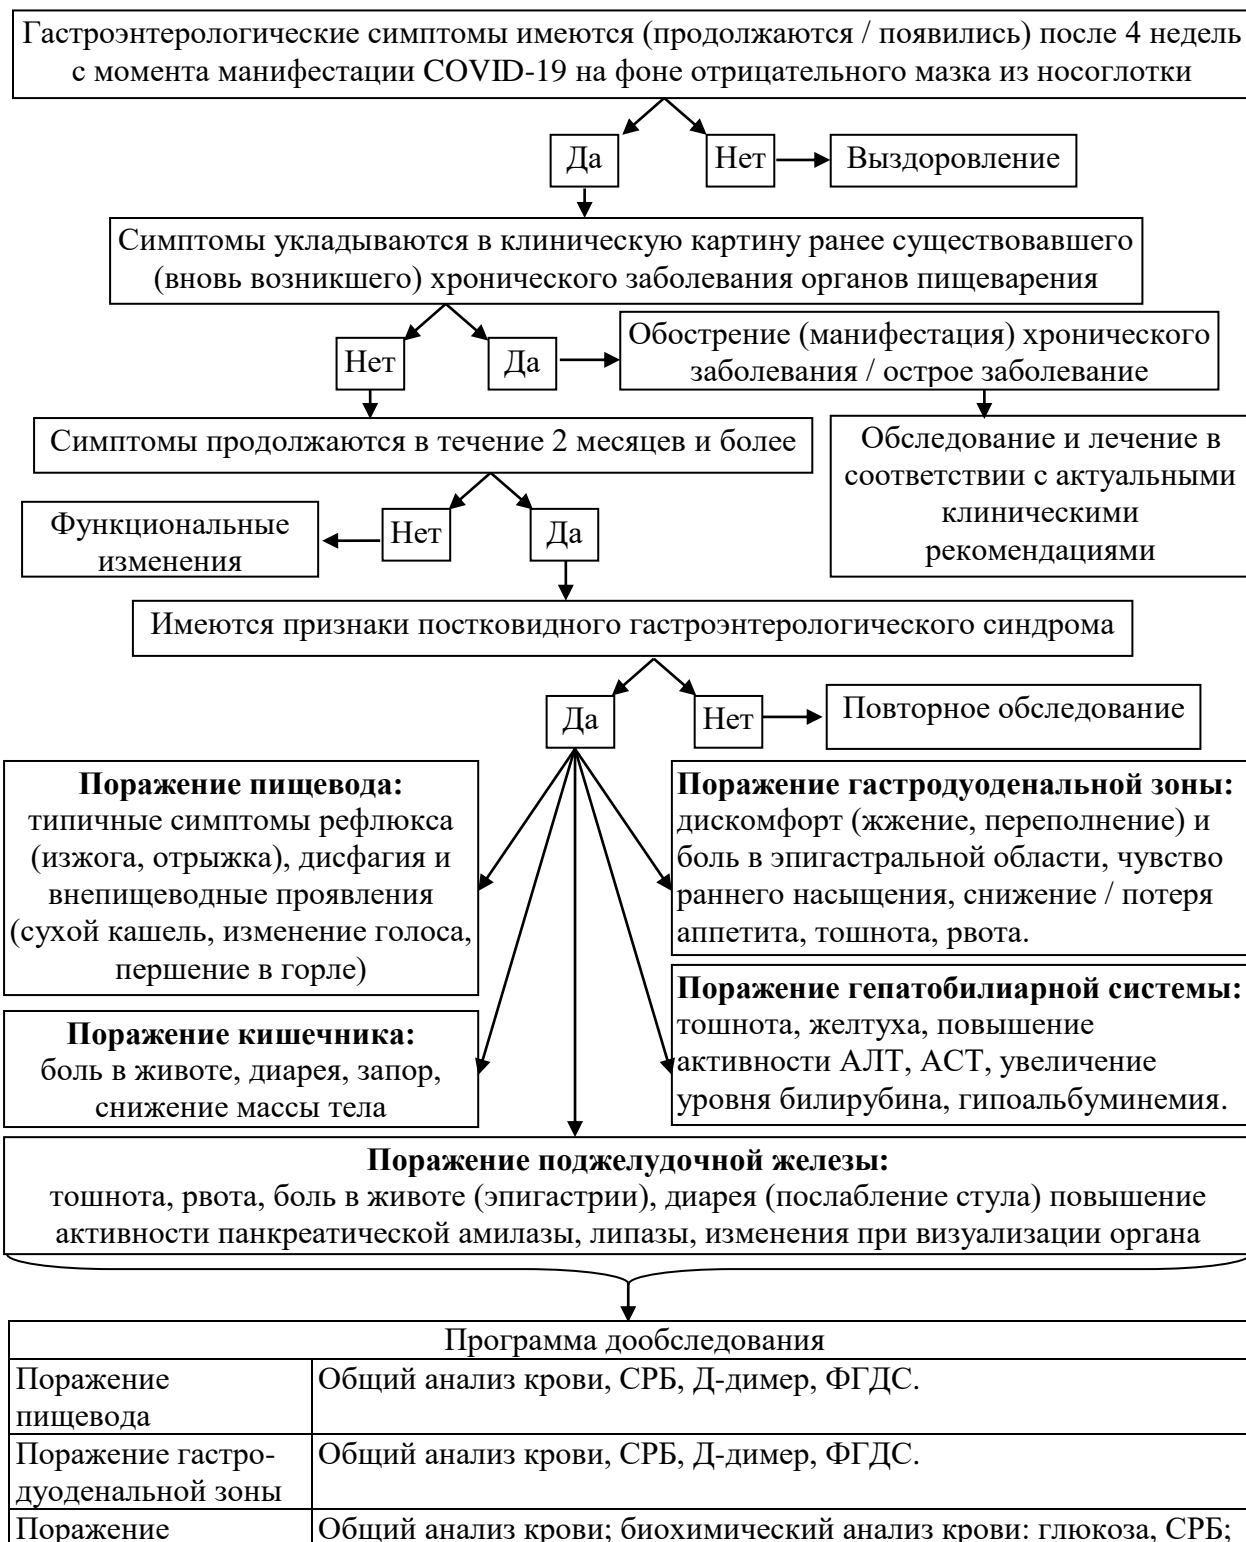 Гастроэнтерологические симптомы имеются (продолжаются / появились) после 4 недель
с момента манифестации COVID-19 на фоне отрицательного мазка из носоглотки
Да
Нет
Выздоровление
Симптомы укладываются в клиническую картину ранее существовавшего
(вновь возникшего) хронического заболевания органов пищеварения
Нет
Да
Обострение (манифестация) хронического
заболевания / острое заболевание
Симптомы продолжаются в течение 2 месяцев и более
Обследование и лечение в
соответствии с актуальными
клиническими
рекомендациями
Функциональные
изменения
Нет
Да
Имеются признаки постковидного гастроэнтерологического синдрома
Да
Нет
Повторное обследование
Поражение пищевода:
типичные симптомы рефлюкса
(изжога, отрыжка), дисфагия и
внепищеводные проявления
(сухой кашель, изменение голоса,
першение в горле)
Поражение гастродуоденальной зоны:
дискомфорт (жжение, переполнение) и
боль в эпигастральной области, чувство
раннего насыщения, снижение / потеря
аппетита, тошнота, рвота.
Поражение кишечника:
боль в животе, диарея, запор,
снижение массы тела
Поражение гепатобилиарной системы:
тошнота, желтуха, повышение
активности АЛТ, АСТ, увеличение
уровня билирубина, гипоальбуминемия.
Поражение поджелудочной железы:
тошнота, рвота, боль в животе (эпигастрии), диарея (послабление стула) повышение
активности панкреатической амилазы, липазы, изменения при визуализации органа
Программа дообследования
Поражение
пищевода
Общий анализ крови, СРБ, Д-димер, ФГДС.
Поражение гастро-
дуоденальной зоны
Общий анализ крови, СРБ, Д-димер, ФГДС.
Поражение
Общий анализ крови; биохимический анализ крови: глюкоза, СРБ;